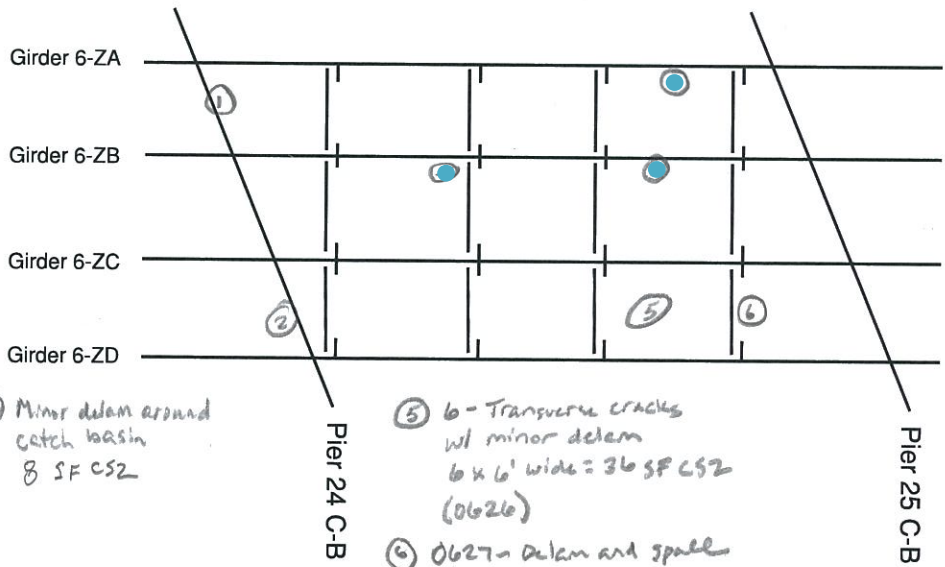 Girder 6-ZA
①
Girder 6-ZB
Girder 6-ZC
②
⑤
⑥
Girder 6-ZD
Minor delam around
catch basin
8 SF CS2
Pier 24 C-B
⑤ 6 - Transverse cracks
w/ minor delam
6 x 6' wide = 36 SF CS2
(0626)
⑥ 0627 - Delam and spall
Pier 25 C-B